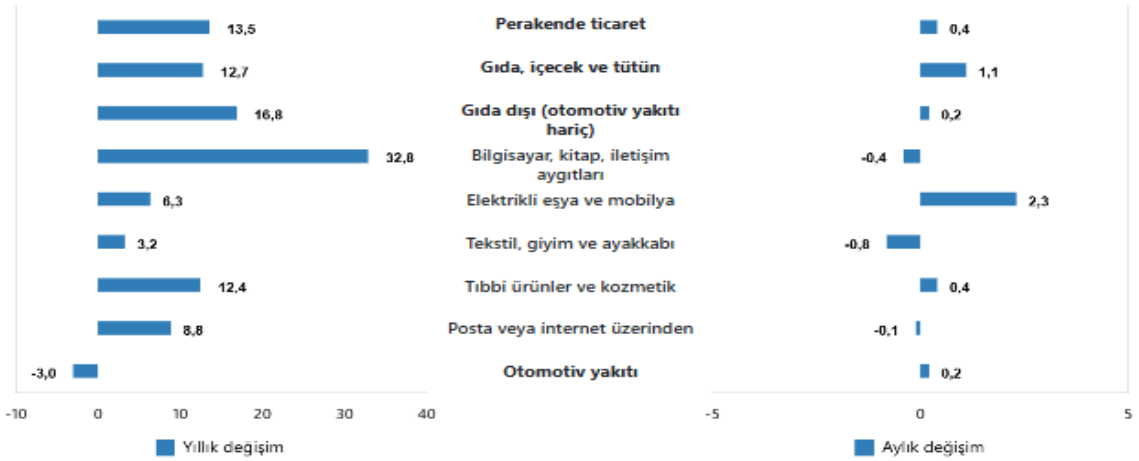 13,5 Perakende ticaret 0,4
12,7 Gıda, içecek ve tütün 1,1
16,8 Gıda dışı (otomotiv yakıtı 0,2
hariç)
32,8 Bilgisayar, kitap, iletişim -0,4
aygıtları
6,3 Elektrikli eşya ve mobilya 2,3
3,2 Tekstil, giyim ve ayakkabı -0,8
12,4 Tıbbi ürünler ve kozmetik 0,4
8,8 Posta veya internet üzerinden -0,1
-3,0 Otomotiv yakıtı 0,2
-10 0 10 20 30 40 -5 0 5
Yıllık değişim Aylık değişim